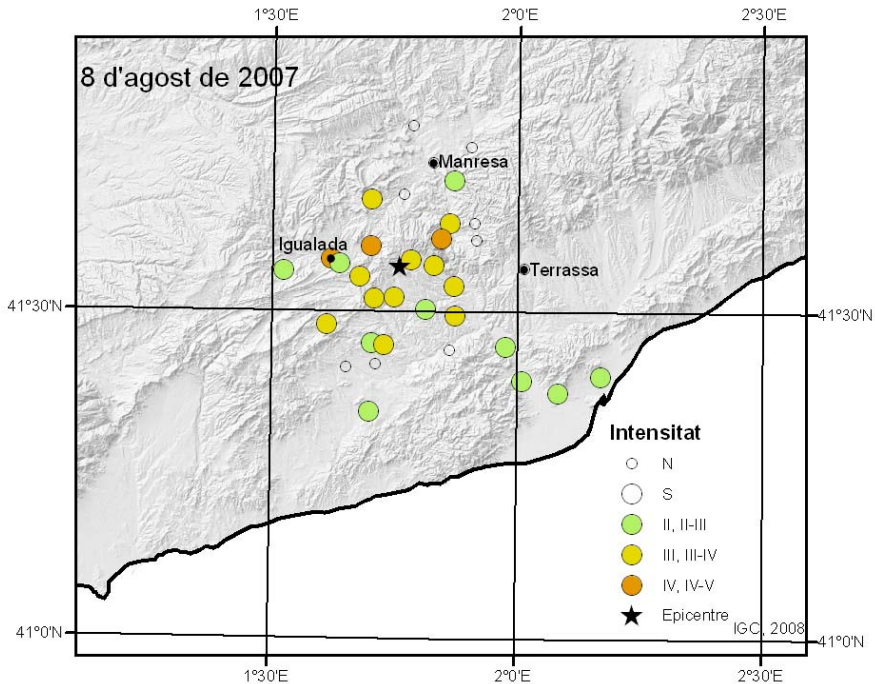 1°30'E 2°0'E 2°30'E
8 d'agost de 2007
Manresa
Igualada
Terrassa
41°30'N 41°30'N
Intensitat
N
S
II, II-III
III, III-IV
IV, IV-V
Epicentre
IGC, 2008
41°0'N 41°0'N
1°30'E 2°0'E 2°30'E